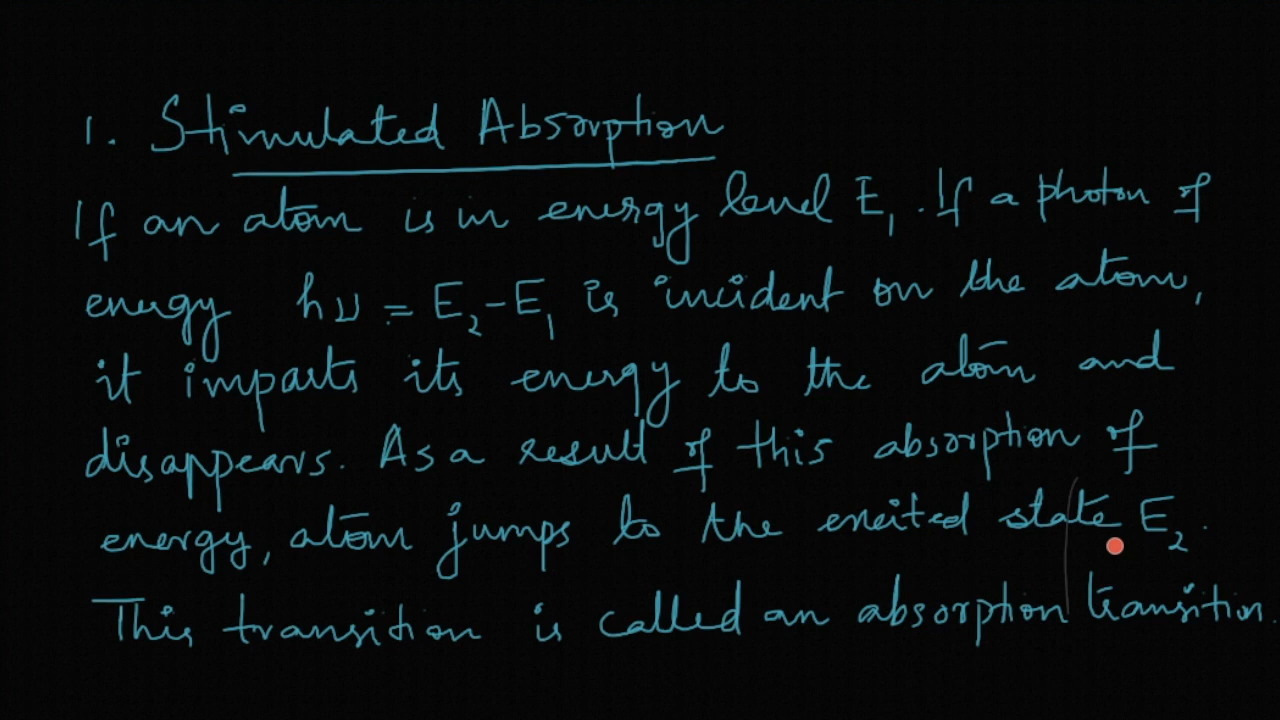 1. Stimulated Absorption
If an atom is in energy level E₁. If a photon of
energy hν = E₂-E₁ is incident on the atom,
it imparts its energy to the atom and
disappears. As a result of this absorption of
energy, atom jumps to the excited state E₂.
This transition is called an absorption transition.